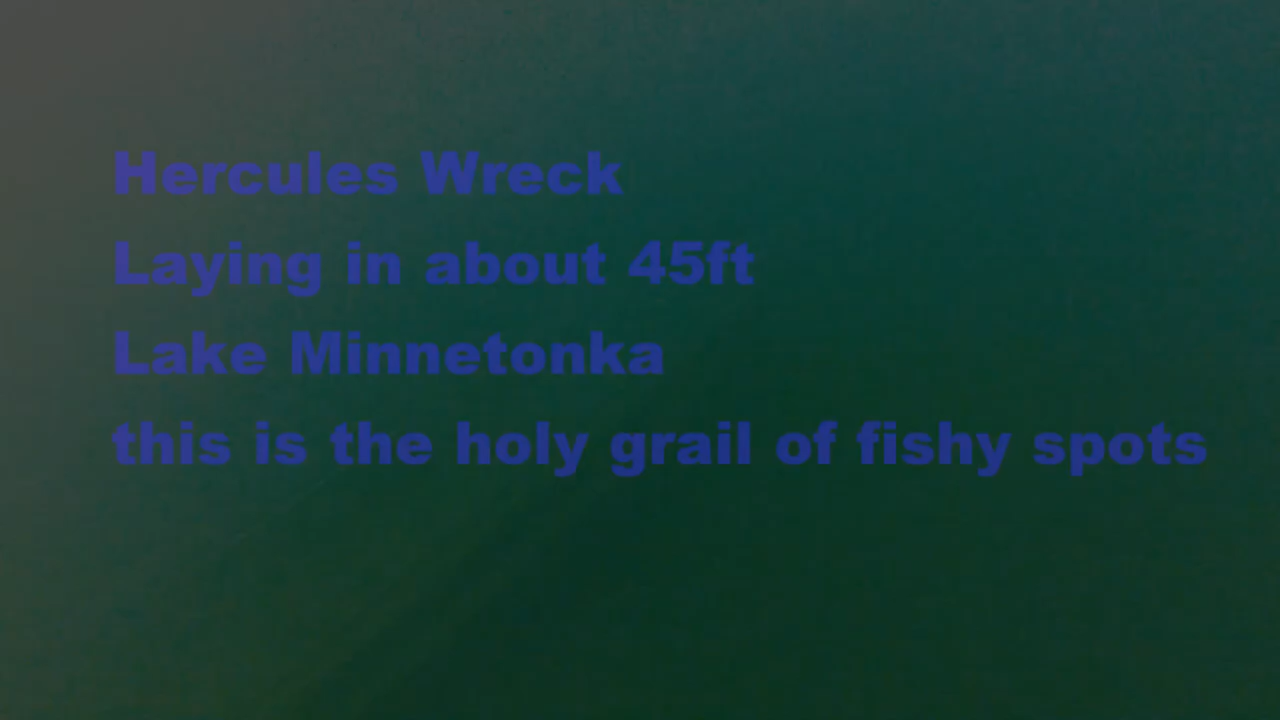 Hercules Wreck
Laying in about 45ft
Lake Minnetonka
this is the holy grail of fishy spots